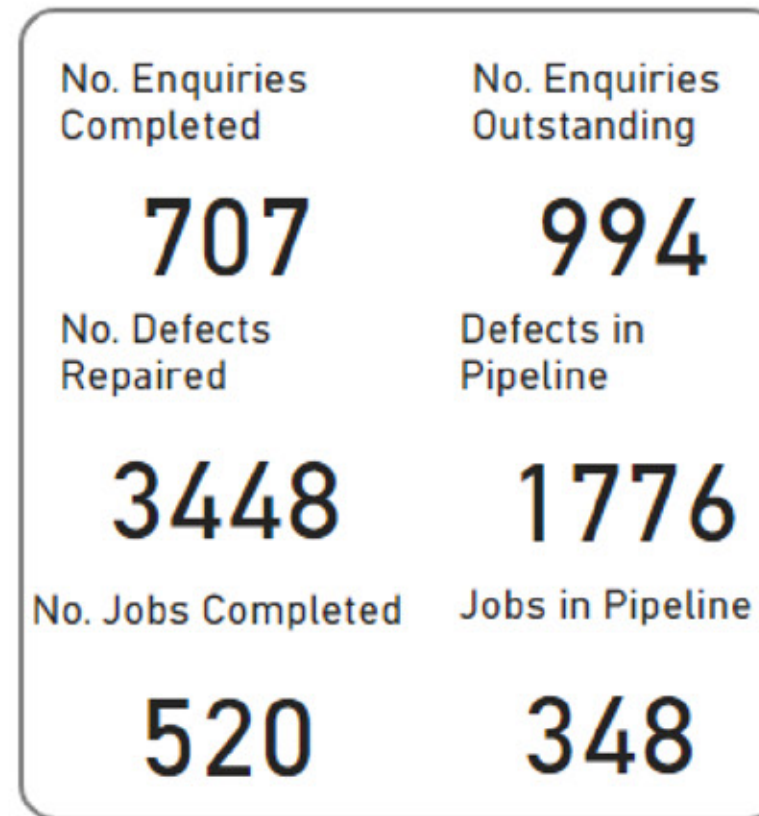 No. Enquiries
Completed
No. Enquiries
Outstanding
707
994
No. Defects
Repaired
Defects in
Pipeline
3448
1776
No. Jobs Completed
Jobs in Pipeline
520
348